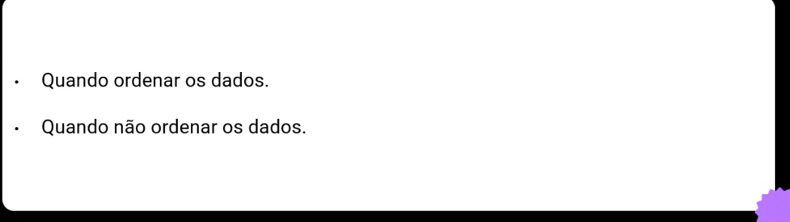 • Quando ordenar os dados.
• Quando não ordenar os dados.